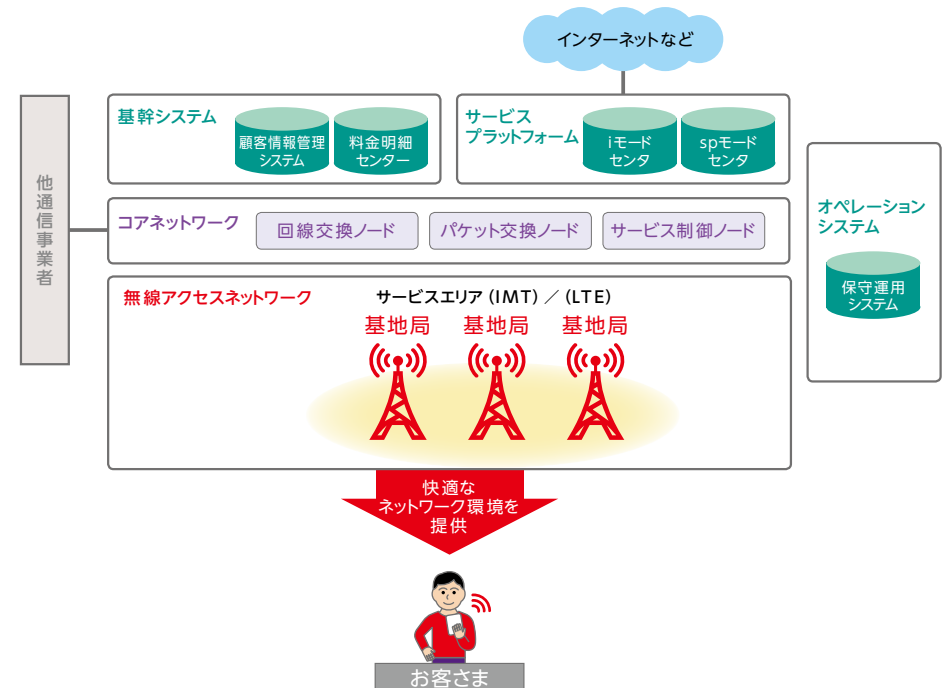 インターネットなど
他通信事業者
基幹システム
顧客情報管理
システム
料金明細
センター
サービス
プラットフォーム
iモード
センタ
spモード
センタ
オペレーション
システム
保守運用
システム
コアネットワーク
回線交換ノード
パケット交換ノード
サービス制御ノード
無線アクセスネットワーク
サービスエリア(IMT)／(LTE)
基地局
基地局
基地局
快適な
ネットワーク環境を
提供
お客さま